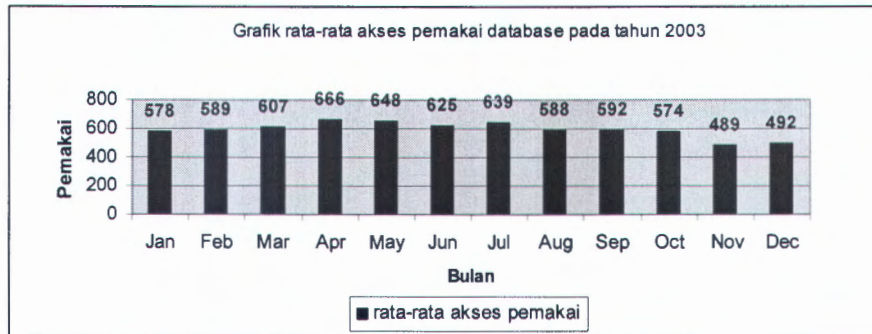 Grafik rata-rata akses pemakai database pada tahun 2003
Pemakai
800
600
400
200
0
578 589 607 666 648 625 639 588 592 574 489 492
Jan Feb Mar Apr May Jun Jul Aug Sep Oct Nov Dec
Bulan
rata-rata akses pemakai